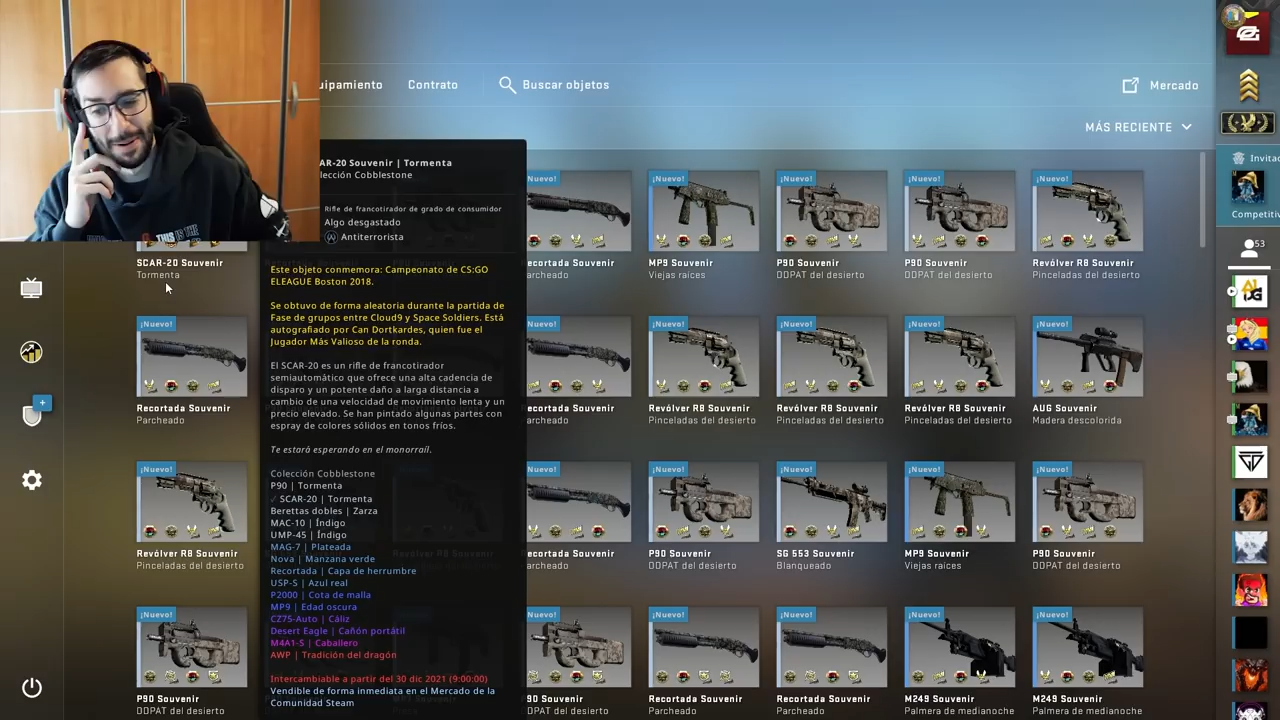 uipamiento
Contrato
Buscar objetos
Mercado
MÁS RECIENTE
AR-20 Souvenir | Tormenta
lección Cobblestone
Rifle de francotirador de grado de consumidor
Algo desgastado
Antiterrorista
Este objeto conmemora: Campeonato de CS:GO
ELEAGUE Boston 2018.
Se obtuvo de forma aleatoria durante la partida de
Fase de grupos entre Cloud9 y Space Soldiers. Está
autografiado por Can Dortkardes, quien fue el
Jugador Más Valioso de la ronda.
El SCAR-20 es un rifle de francotirador
semiautomático que ofrece una alta cadencia de
disparo y un potente daño a larga distancia a
cambio de una velocidad de movimiento lenta y un
precio elevado. Se han pintado algunas partes con
espray de colores sólidos en tonos fríos.
Te estará esperando en el monorraíl.
Colección Cobblestone
P90 | Tormenta
✓ SCAR-20 | Tormenta
Berettas dobles | Zarza
MAC-10 | Índigo
UMP-45 | Índigo
MAG-7 | Plateada
Nova | Manzana verde
Recortada | Capa de herrumbre
USP-S | Azul real
P2000 | Cota de malla
MP9 | Edad oscura
CZ75-Auto | Cáliz
Desert Eagle | Cañón portátil
M4A1-S | Caballero
AWP | Tradición del dragón
Intercambiable a partir del 30 dic 2021 (9:00:00)
Vendible de forma inmediata en el Mercado de la
Comunidad Steam
¡Nuevo! ¡Nuevo! ¡Nuevo! ¡Nuevo! ¡Nuevo!
SCAR-20 Souvenir
Tormenta
ecortada Souvenir
Parcheado
MP9 Souvenir
Viejas raíces
P90 Souvenir
DDPAT del desierto
P90 Souvenir
DDPAT del desierto
Revólver R8 Souvenir
Pinceladas del desierto
¡Nuevo! ¡Nuevo! ¡Nuevo! ¡Nuevo! ¡Nuevo! ¡Nuevo!
Recortada Souvenir
Parcheado
ecortada Souvenir
Parcheado
Revólver R8 Souvenir
Pinceladas del desierto
Revólver R8 Souvenir
Pinceladas del desierto
Revólver R8 Souvenir
Pinceladas del desierto
AUG Souvenir
Madera descolorida
¡Nuevo! ¡Nuevo! ¡Nuevo! ¡Nuevo! ¡Nuevo! ¡Nuevo!
Revólver R8 Souvenir
Pinceladas del desierto
ecortada Souvenir
Parcheado
P90 Souvenir
DDPAT del desierto
SG 553 Souvenir
Blanqueado
MP9 Souvenir
Viejas raíces
P90 Souvenir
DDPAT del desierto
¡Nuevo! ¡Nuevo! ¡Nuevo! ¡Nuevo! ¡Nuevo! ¡Nuevo!
P90 Souvenir
DDPAT del desierto
90 Souvenir
DDPAT del desierto
Recortada Souvenir
Parcheado
Recortada Souvenir
Parcheado
M249 Souvenir
Palmera de medianoche
M249 Souvenir
Palmera de medianoche
Invitac
Competitiv
53
THIS IS THE